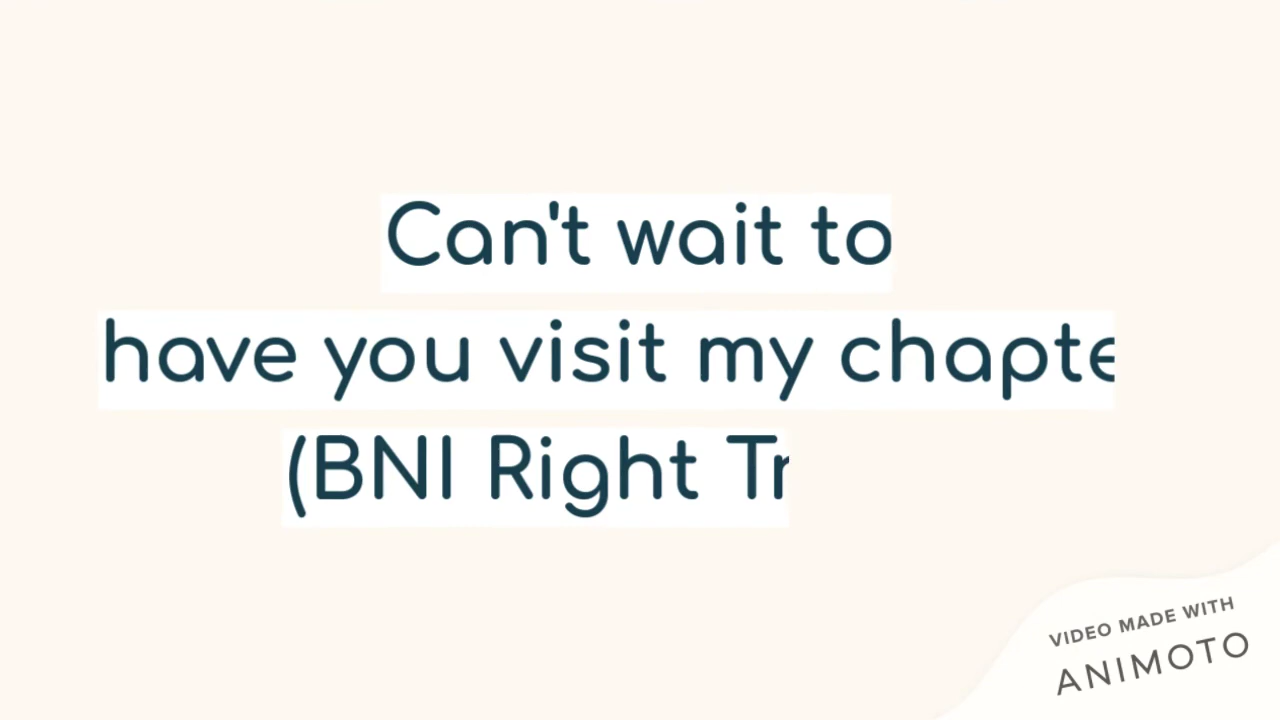 Can't wait to
have you visit my chapte
(BNI Right Tr
VIDEO MADE WITH
ANIMOTO